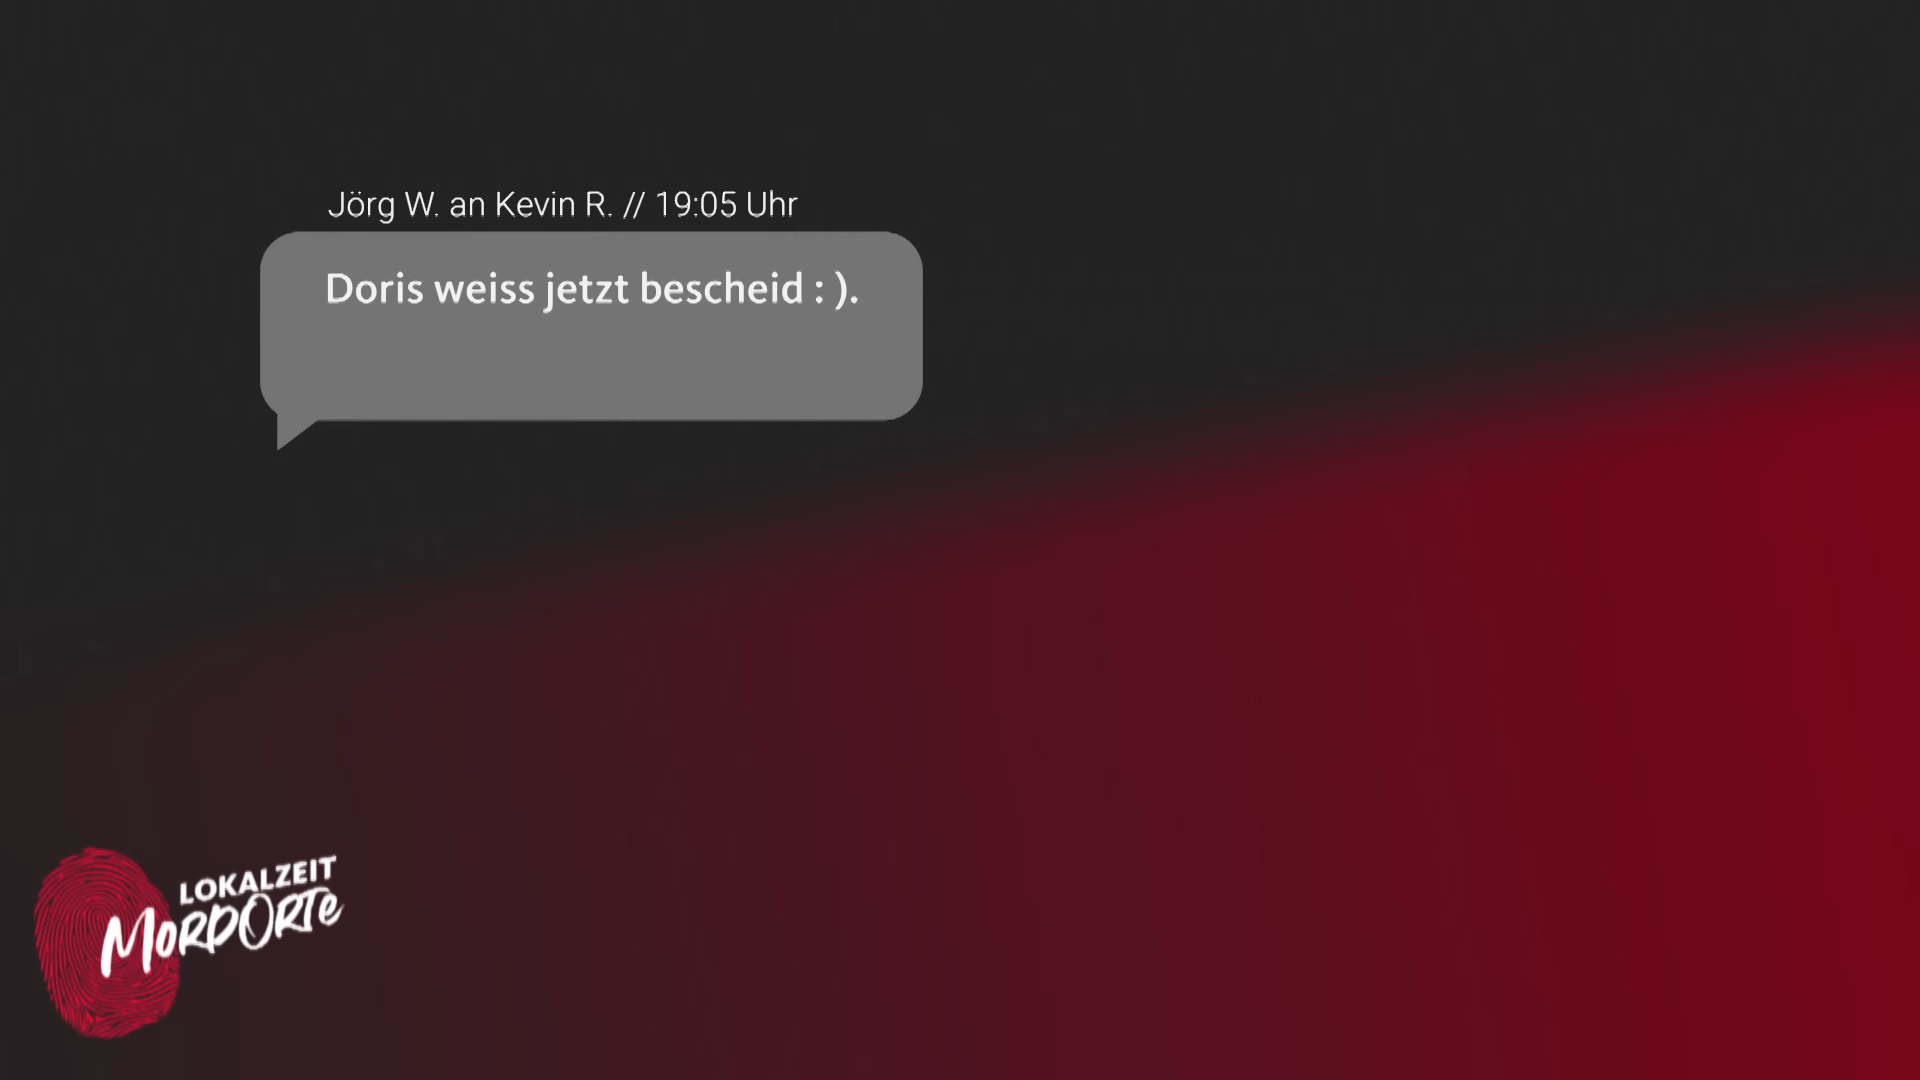 Jörg W. an Kevin R. // 19:05 Uhr
Doris weiss jetzt bescheid : ).
LOKALZEIT
MORDORTE